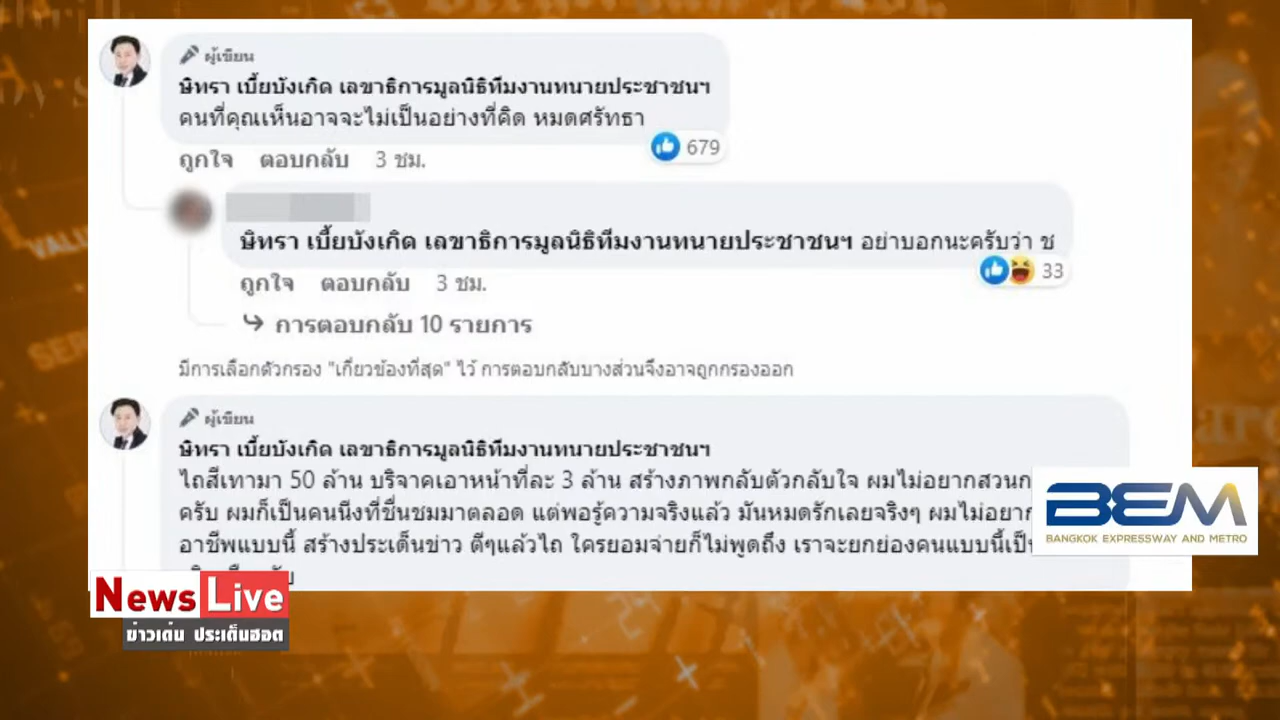 ผู้เขียน
ษิทรา เบี้ยบังเกิด เลขาธิการมูลนิธิทีมงานทนายประชาชนฯ
คนที่คุณเห็นอาจจะไม่เป็นอย่างที่คิด หมดศรัทธา
679
ถูกใจ ตอบกลับ 3 ชม.
ษิทรา เบี้ยบังเกิด เลขาธิการมูลนิธิทีมงานทนายประชาชนฯ อย่าบอกนะครับว่า ช
33
ถูกใจ ตอบกลับ 3 ชม.
การตอบกลับ 10 รายการ
มีการเลือกตัวกรอง "เกี่ยวข้องที่สุด" ไว้ การตอบกลับบางส่วนจึงอาจถูกกรองออก
ผู้เขียน
ษิทรา เบี้ยบังเกิด เลขาธิการมูลนิธิทีมงานทนายประชาชนฯ
ไถสีเทามา 50 ล้าน บริจาคเอาหน้าทีละ 3 ล้าน สร้างภาพกลับตัวกลับใจ ผมไม่อยากสวนก
ครับ ผมก็เป็นคนนึงที่ชื่นชมมาตลอด แต่พอรู้ความจริงแล้ว มันหมดรักเลยจริงๆ ผมไม่อยาก
อาชีพแบบนี้ สร้างประเด็นข่าว ตีๆแล้วไถ ใครยอมจ่ายก็ไม่พูดถึง เราจะยกย่องคนแบบนี้เป็น
BEM
BANGKOK EXPRESSWAY AND METRO
News Live
ข่าวเด่น ประเด็นฮอต